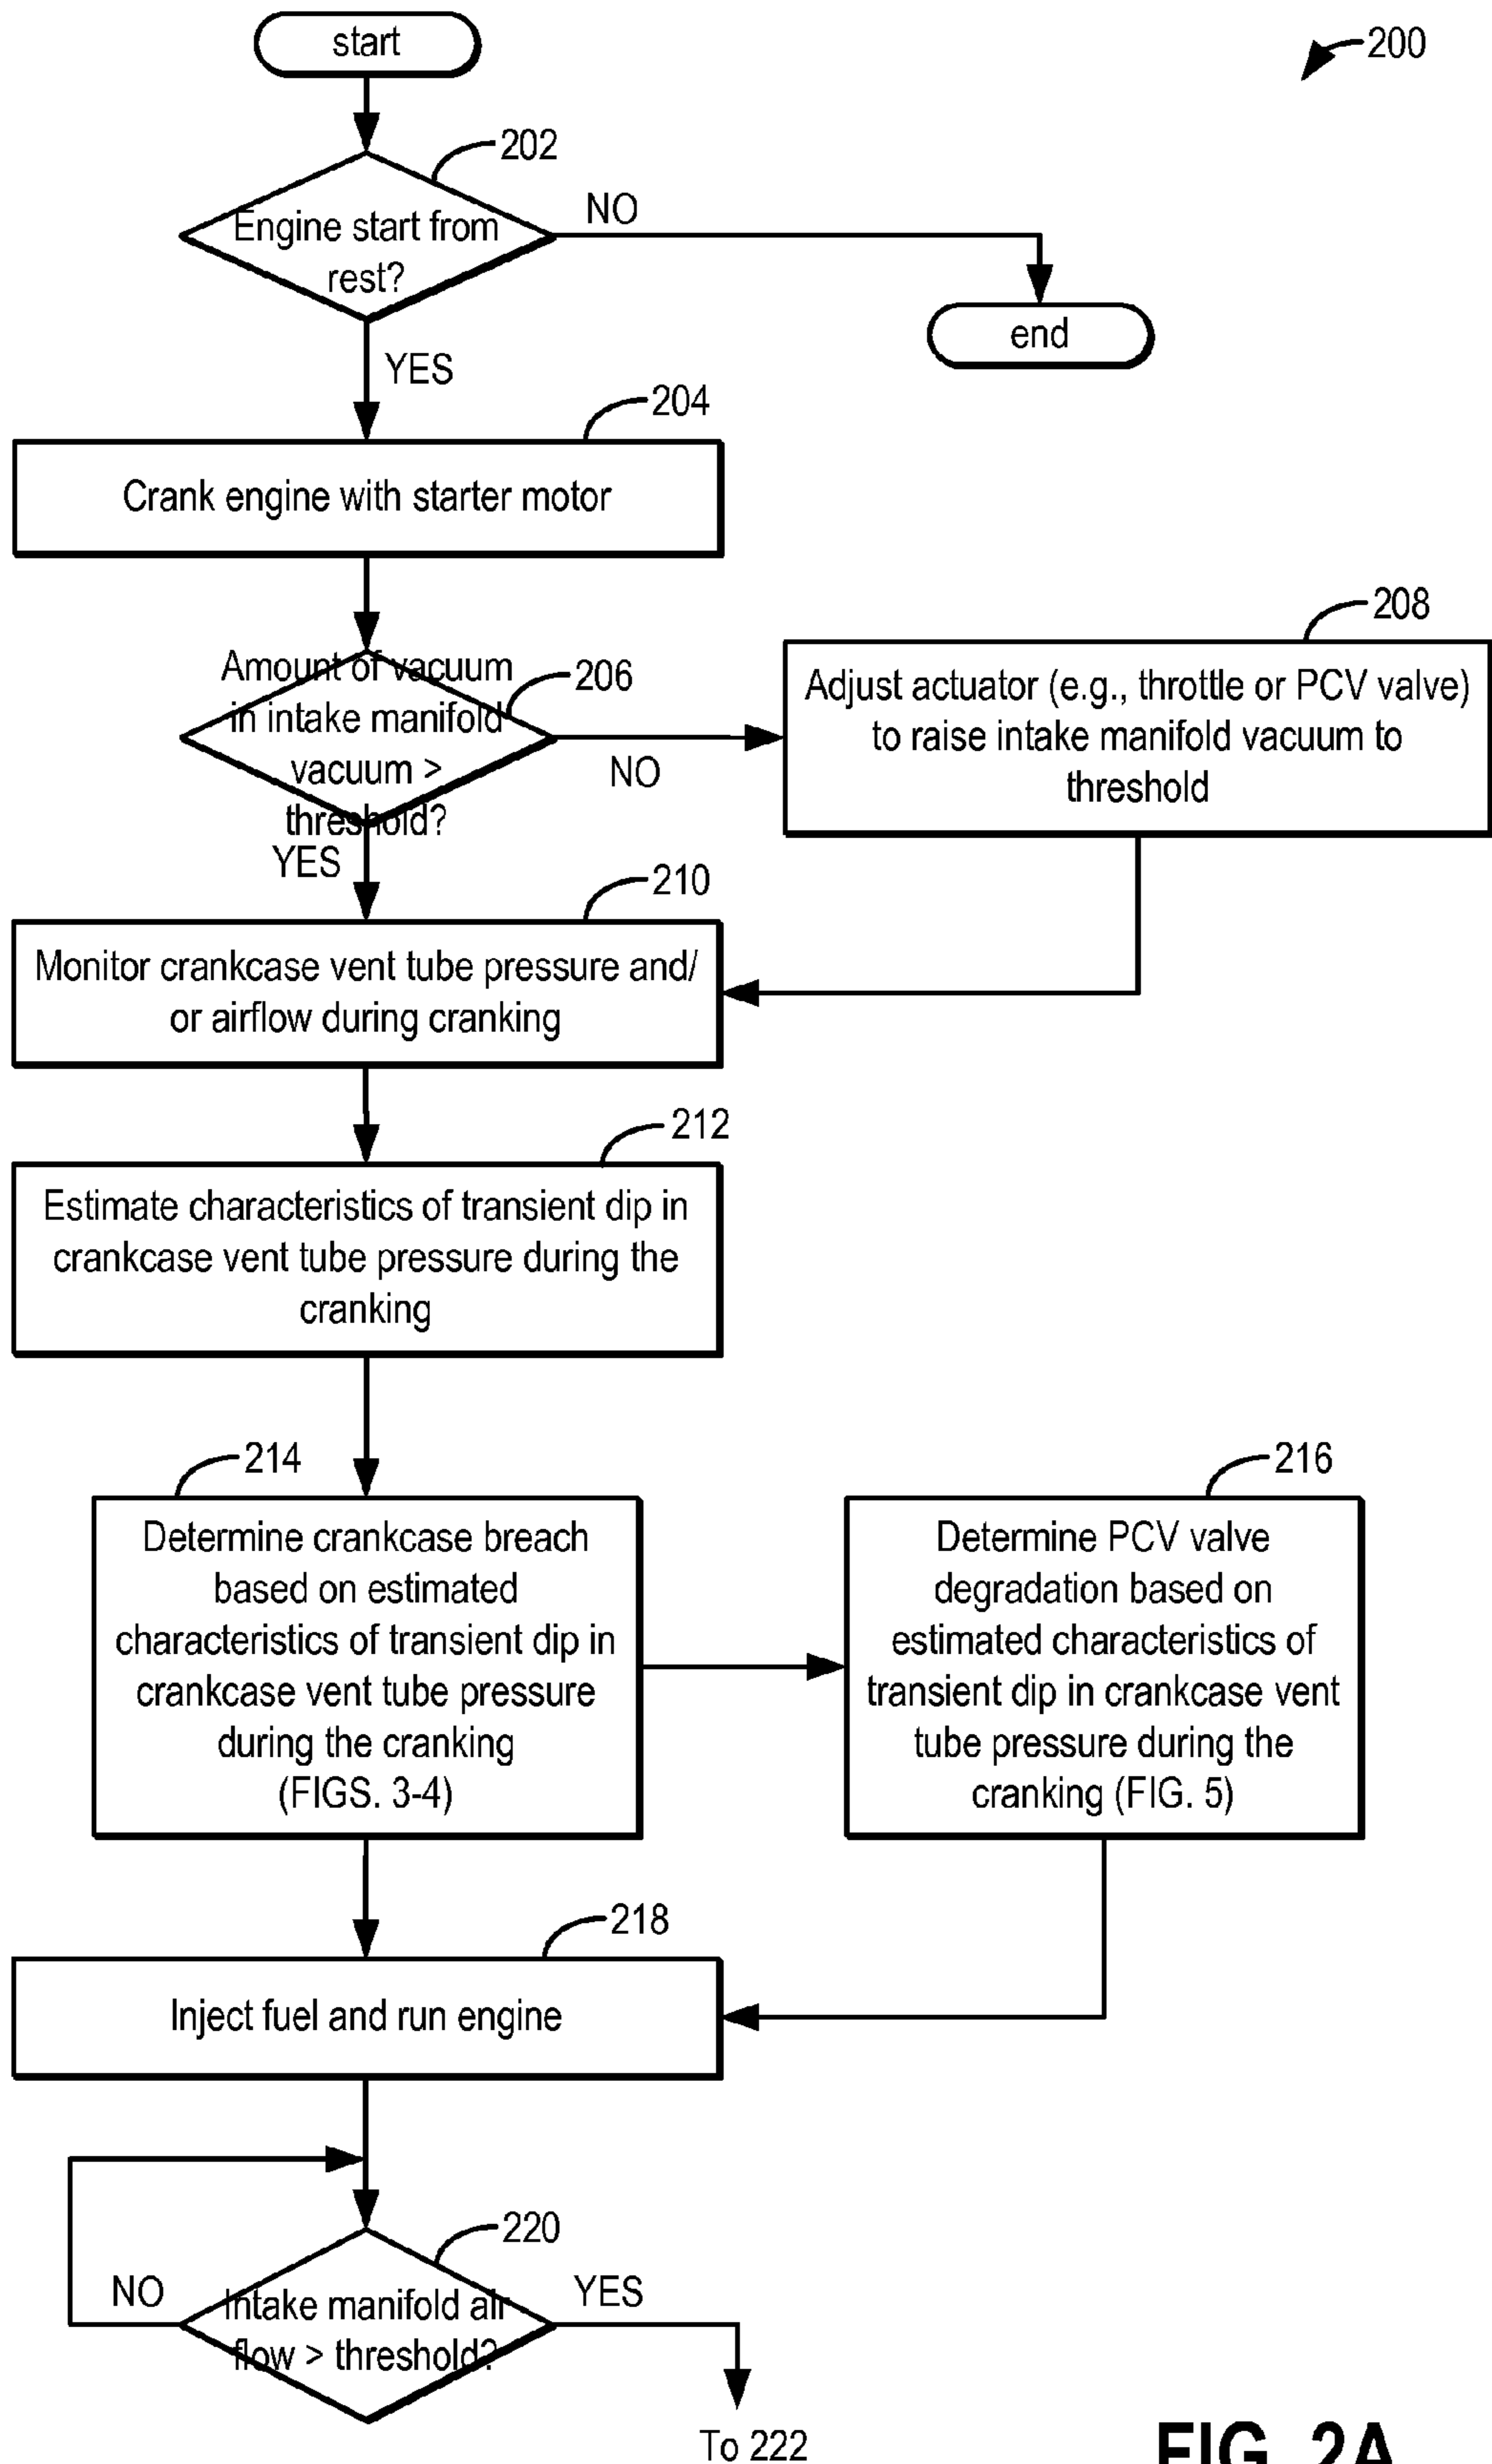 start
200
202
Engine start from
rest?
NO
end
YES
204
Crank engine with starter motor
208
Amount of vacuum
in intake manifold
vacuum >
threshold?
206
NO
Adjust actuator (e.g., throttle or PCV valve)
to raise intake manifold vacuum to
threshold
YES
210
Monitor crankcase vent tube pressure and/
or airflow during cranking
212
Estimate characteristics of transient dip in
crankcase vent tube pressure during the
cranking
214
Determine crankcase breach
based on estimated
characteristics of transient dip in
crankcase vent tube pressure
during the cranking
(FIGS. 3-4)
216
Determine PCV valve
degradation based on
estimated characteristics of
transient dip in crankcase vent
tube pressure during the
cranking (FIG. 5)
218
Inject fuel and run engine
220
NO
Intake manifold air
flow > threshold?
YES
To 222
FIG. 2A